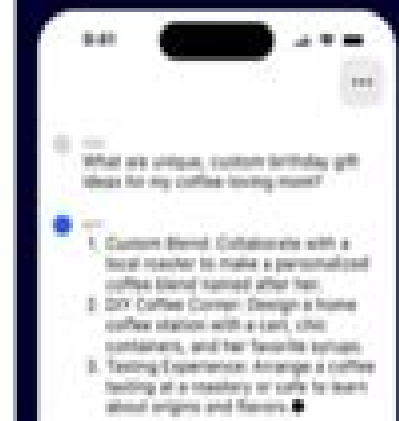 9:41
What are unique, custom birthday gift
ideas for my coffee loving mom?
1. Custom Blend: Collaborate with a
local roaster to make a personalized
coffee blend named after her.
2. DIY Coffee Corner: Design a home
coffee station with a cart, chic
containers, and her favorite syrups.
3. Tasting Experience: Arrange a coffee
tasting at a roastery or cafe to learn
about origins and flavors.